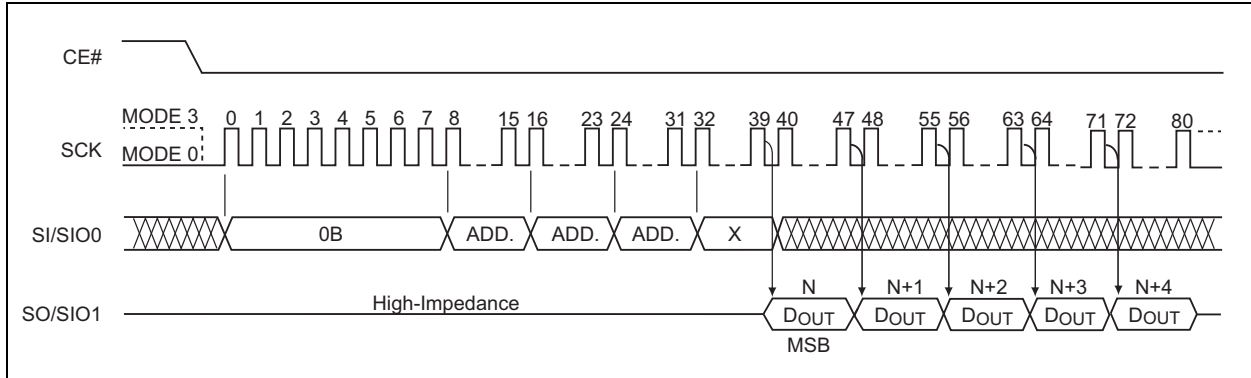 CE#
MODE 3
0 1 2 3 4 5 6 7 8 15 16 23 24 31 32 39 40 47 48 55 56 63 64 71 72 80
SCK
MODE 0
SI/SIO0 0B ADD. ADD. ADD. X
N N+1 N+2 N+3 N+4
High-Impedance
SO/SIO1 DOUT DOUT DOUT DOUT DOUT
MSB